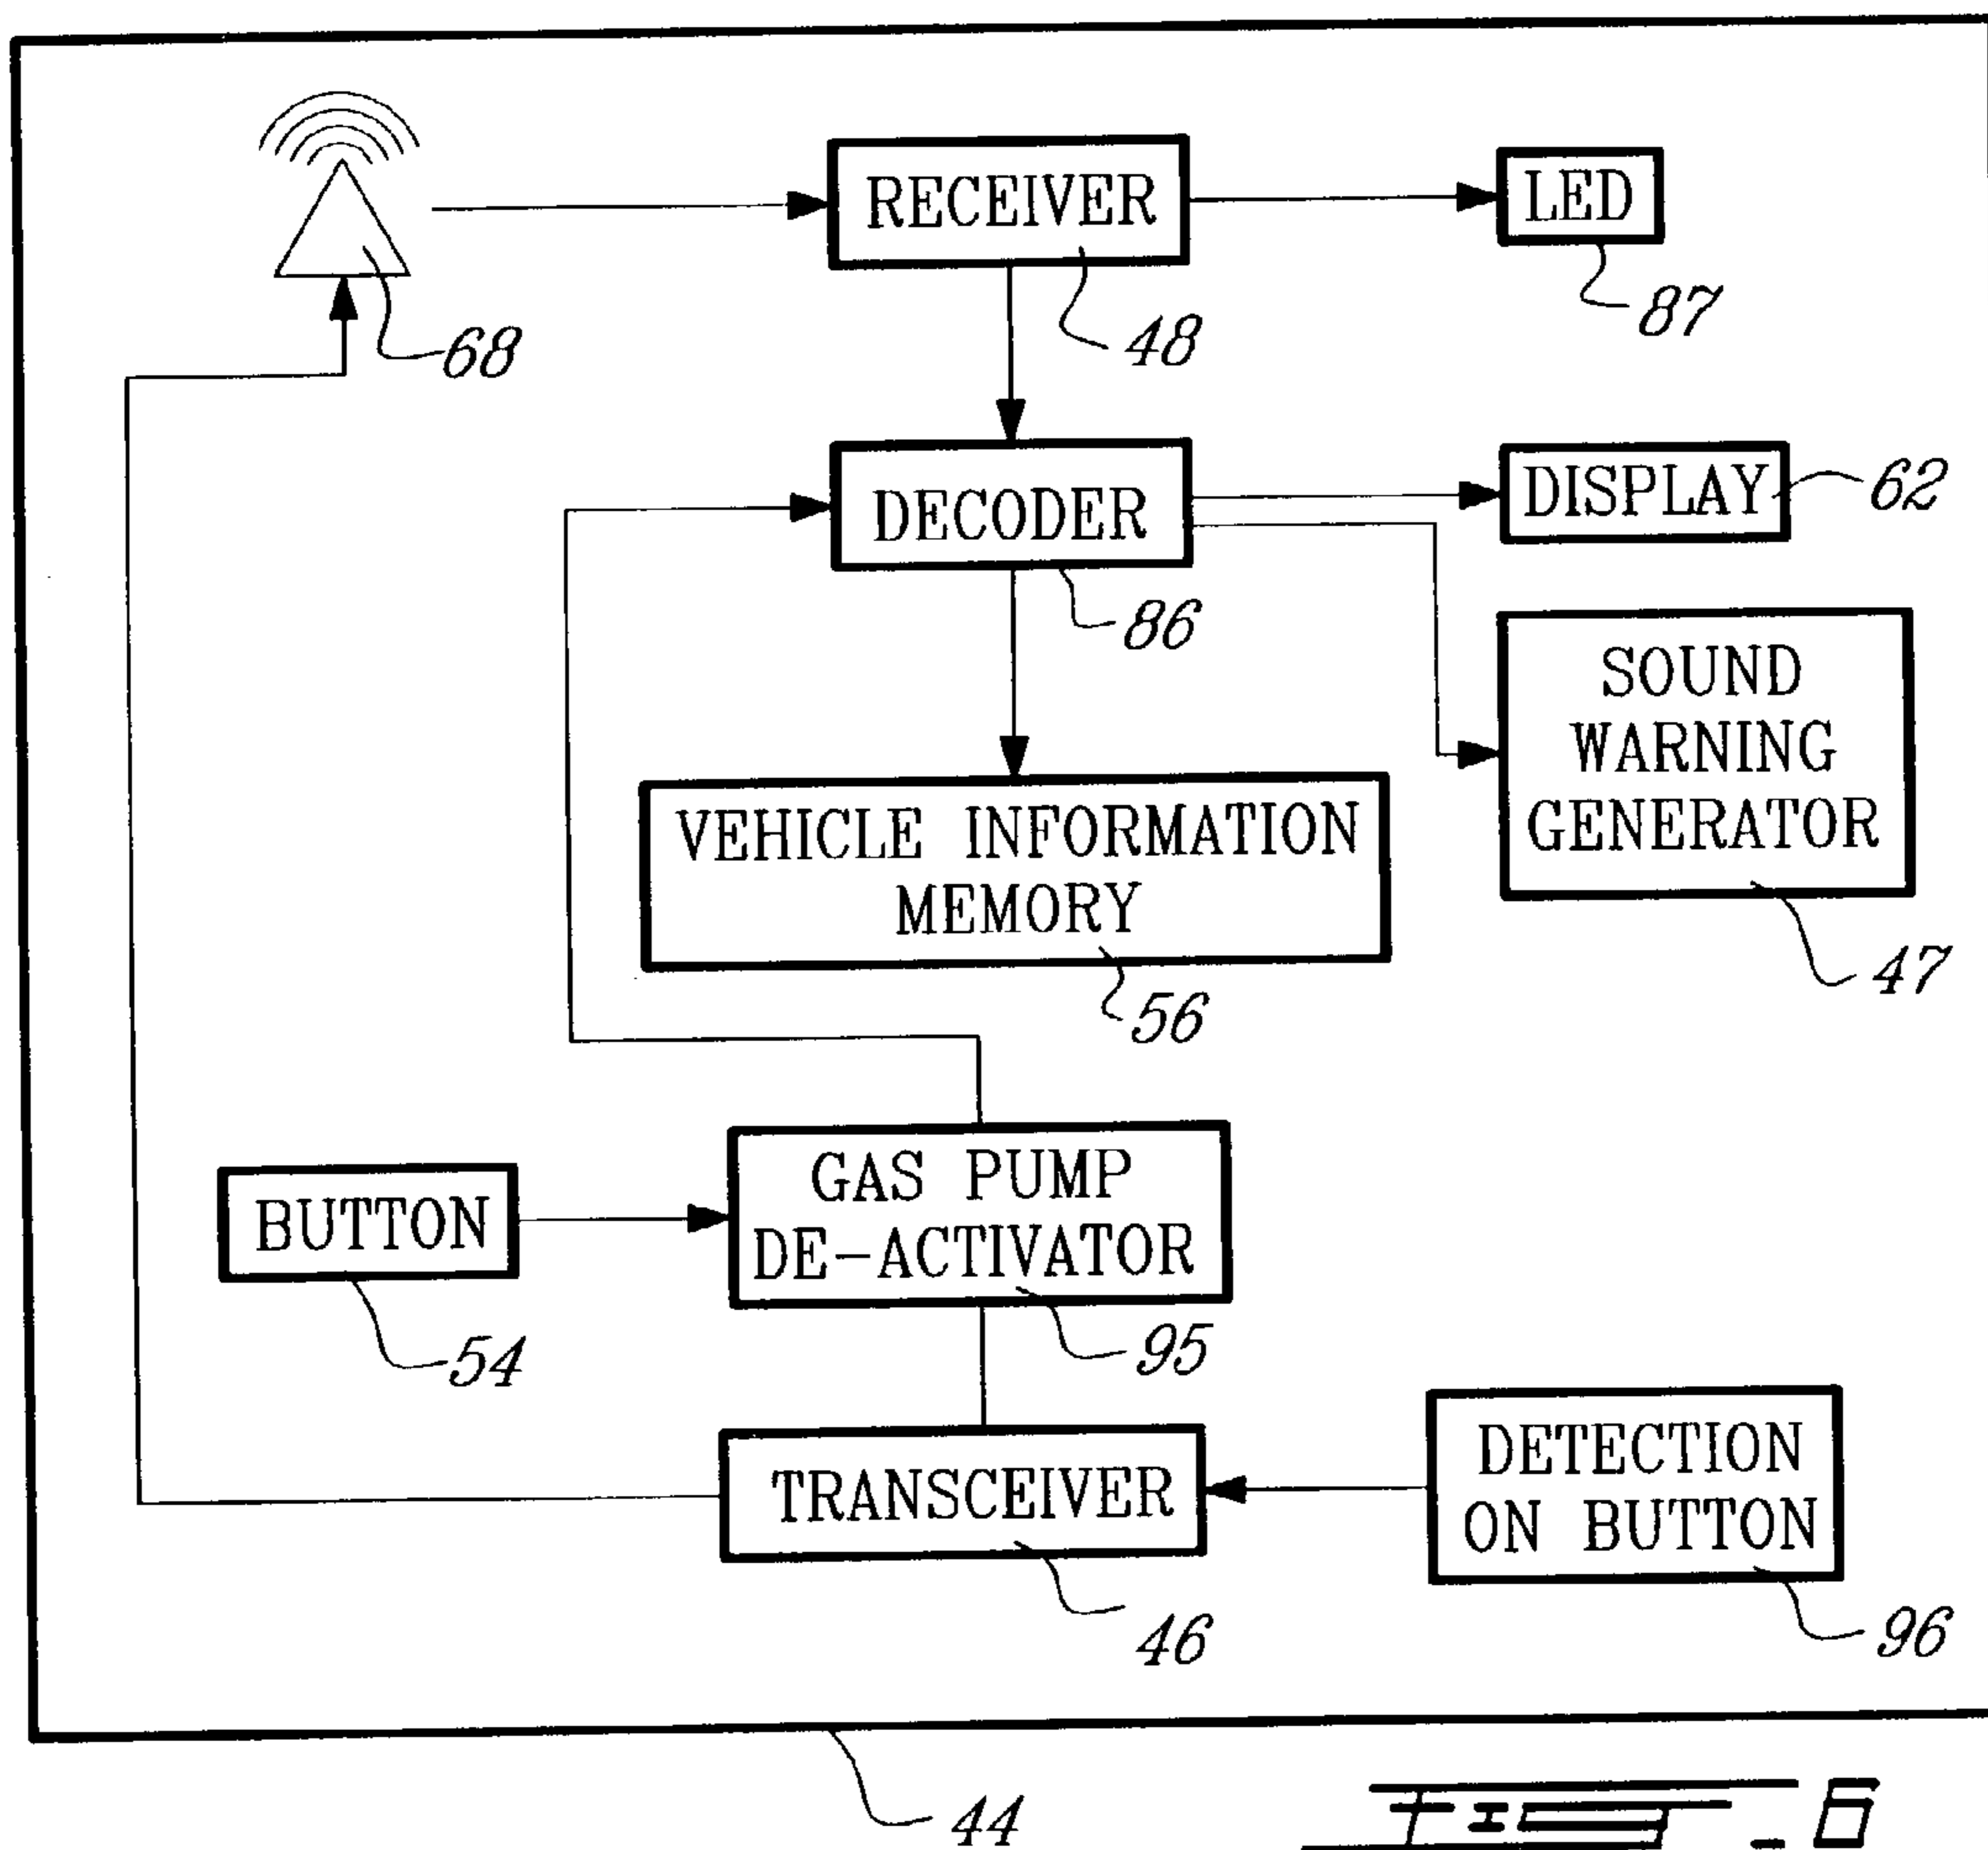 RECEIVER
LED
68
48
87
DECODER
DISPLAY
62
86
SOUND
WARNING
GENERATOR
47
VEHICLE INFORMATION
MEMORY
56
BUTTON
54
GAS PUMP
DE-ACTIVATOR
95
TRANSCEIVER
46
DETECTION
ON BUTTON
96
44
FIG_6